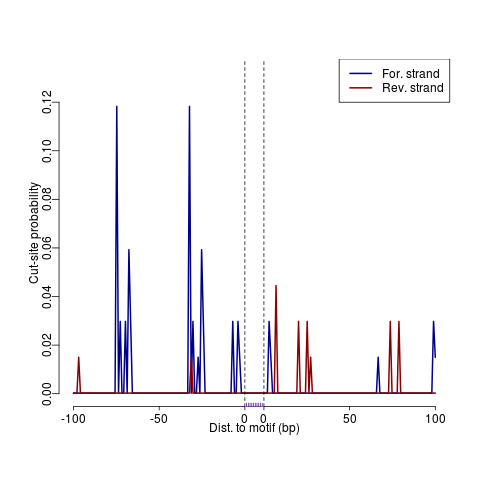 For. strand
Rev. strand
Cut-site probability
0.12
0.10
0.08
0.06
0.04
0.02
0.00
-100 -50 0 0 50 100
Dist. to motif (bp)